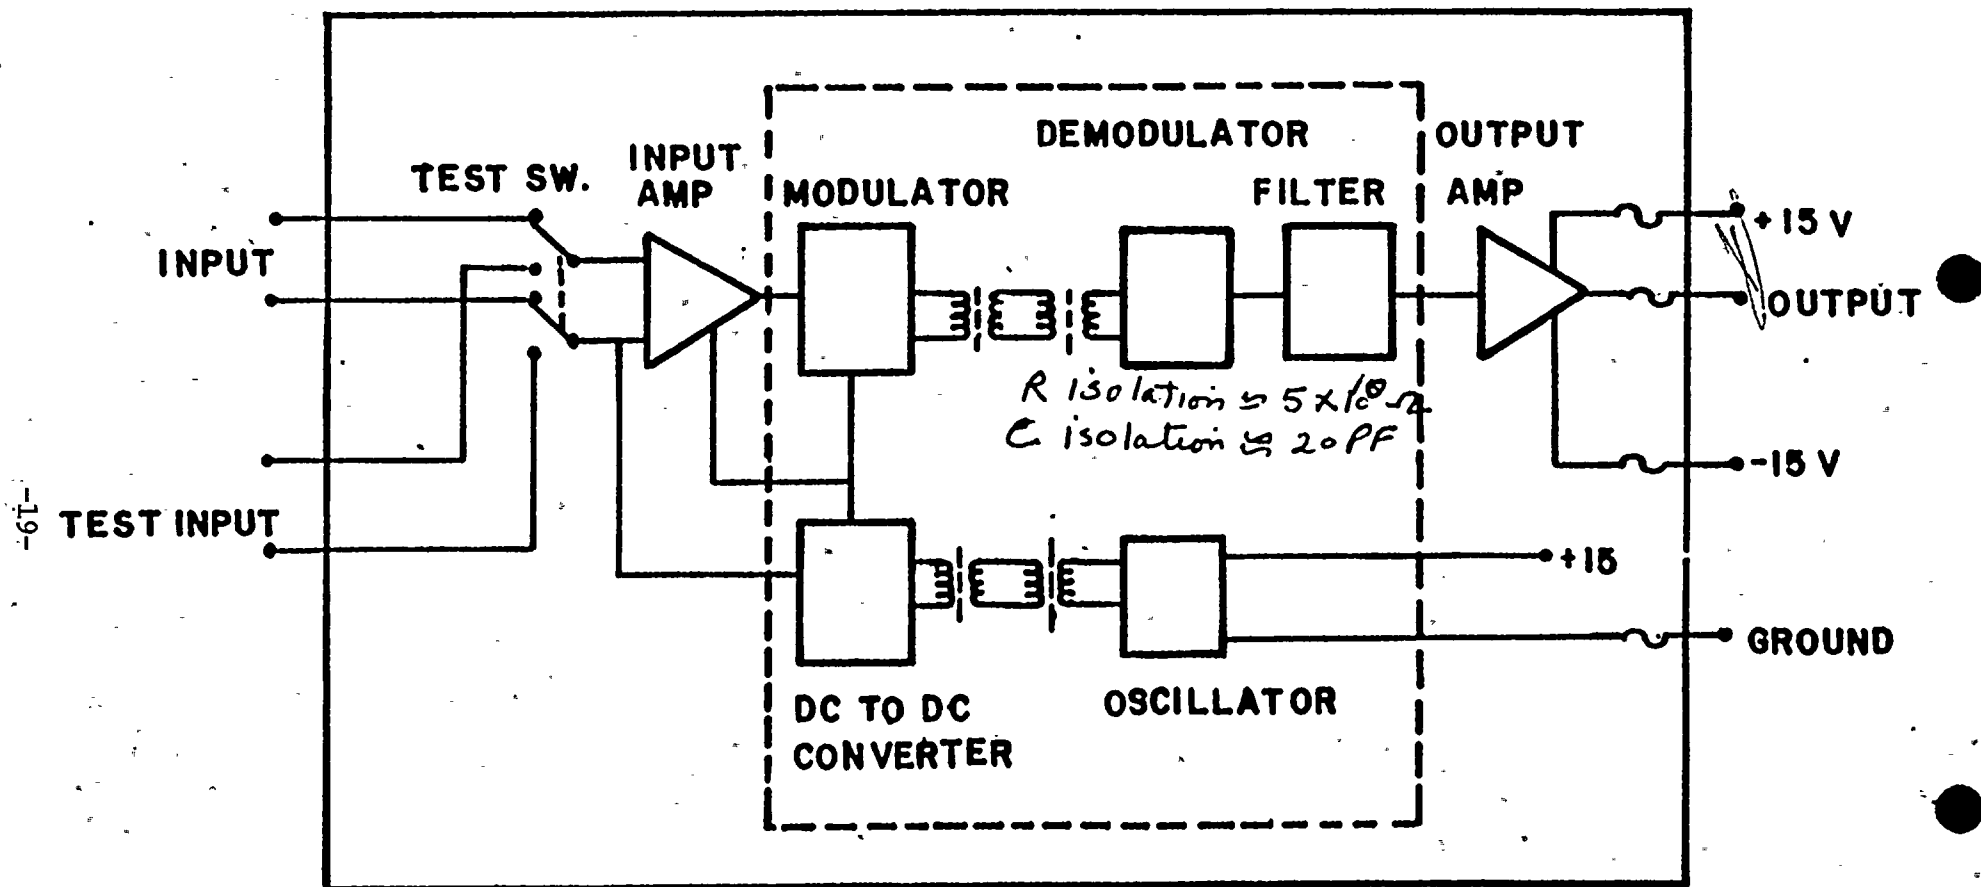 DEMODULATOR
OUTPUT
AMP
INPUT
AMP
TEST SW.
MODULATOR
FILTER
+15 V
INPUT
OUTPUT
R isolation ≈ 5 x 10 Ω
C isolation ≈ 20 PF
-15 V
TEST INPUT
-19-
+15
GROUND
DC TO DC
CONVERTER
OSCILLATOR